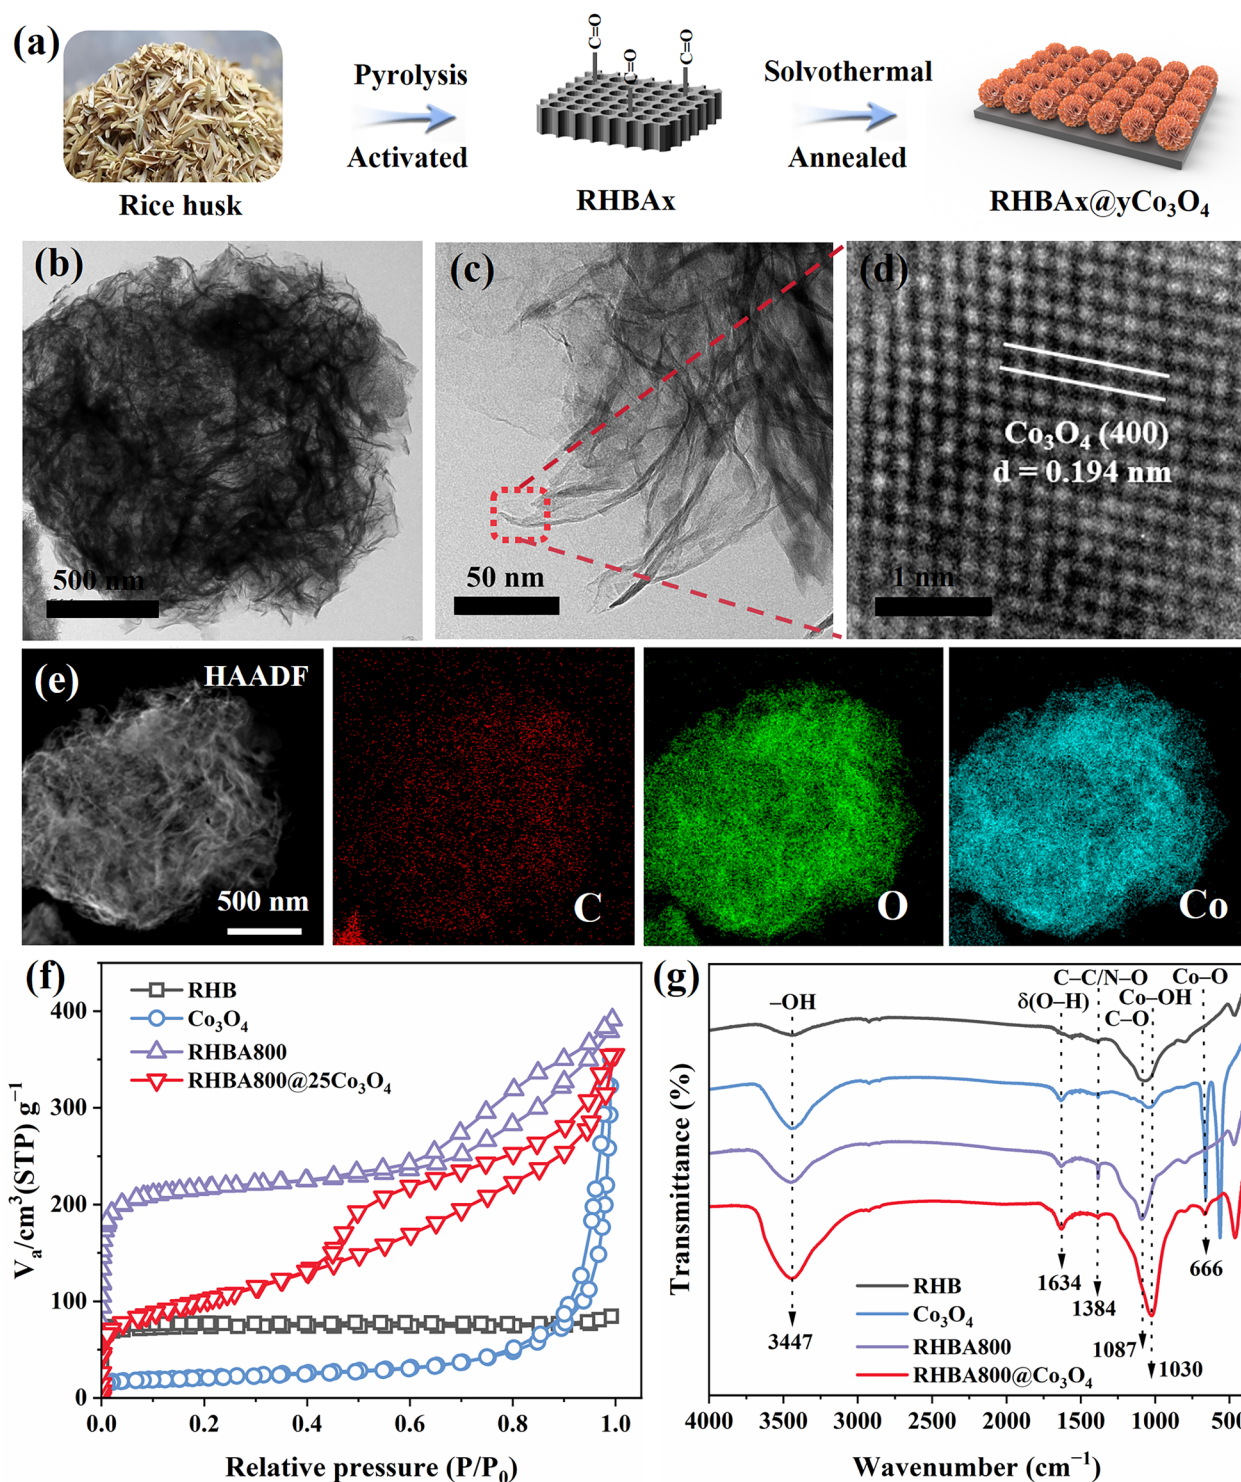 (a)
Rice husk
Pyrolysis
Activated
C=O
C=O
C=O
RHBAx
Solvothermal
Annealed
RHBAx@yCo₃O₄
(b)
500 nm
(c)
50 nm
(d)
Co₃O₄ (400)
d = 0.194 nm
1 nm
(e)
HAADF
500 nm
C
O
Co
(f)
RHB
Co₃O₄
RHBA800
RHBA800@25Co₃O₄
Vₐ/cm³(STP) g⁻¹
400
300
200
100
0
0.0 0.2 0.4 0.6 0.8 1.0
Relative pressure (P/P₀)
(g)
–OH
δ(O–H)
C–C/N–O
C–O
Co–OH
Co–O
3447
1634
1384
1087
1030
666
RHB
Co₃O₄
RHBA800
RHBA800@Co₃O₄
Transmittance (%)
4000 3500 3000 2500 2000 1500 1000 500
Wavenumber (cm⁻¹)